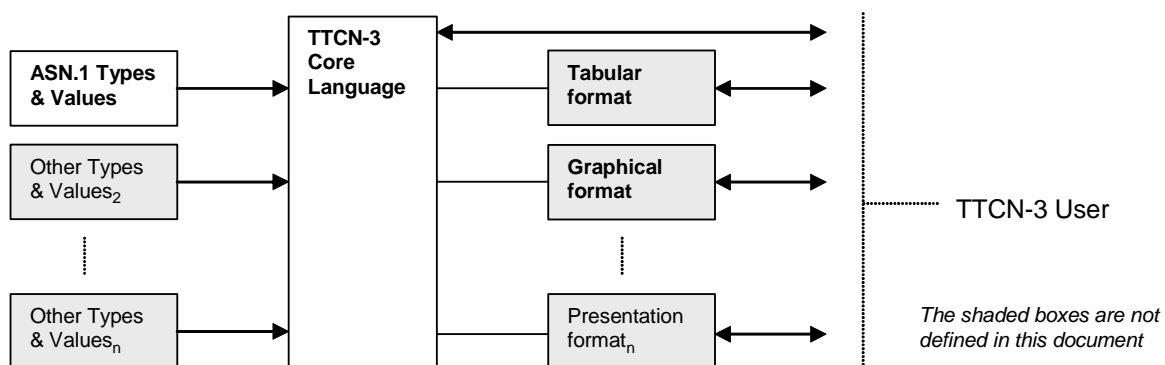 ASN.1 Types
& Values
Other Types
& Values2
Other Types
& Valuesn
TTCN-3
Core
Language
Tabular
format
Graphical
format
Presentation
formatn
TTCN-3 User
The shaded boxes are not
defined in this document